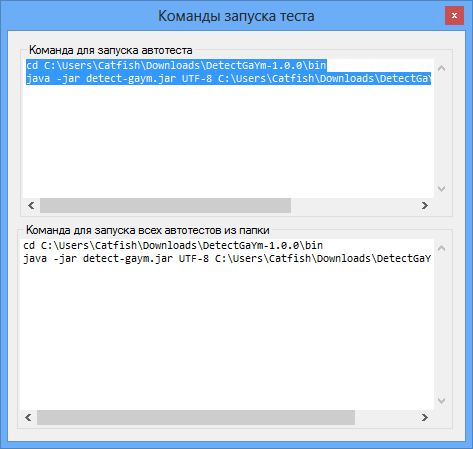 Команды запуска теста
x
Команда для запуска автотеста
cd C:\Users\Catfish\Downloads\DetectGaYm-1.0.0\bin
java -jar detect-gaym.jar UTF-8 C:\Users\Catfish\Downloads\DetectGaY
Команда для запуска всех автотестов из папки
cd C:\Users\Catfish\Downloads\DetectGaYm-1.0.0\bin
java -jar detect-gaym.jar UTF-8 C:\Users\Catfish\Downloads\DetectGaY